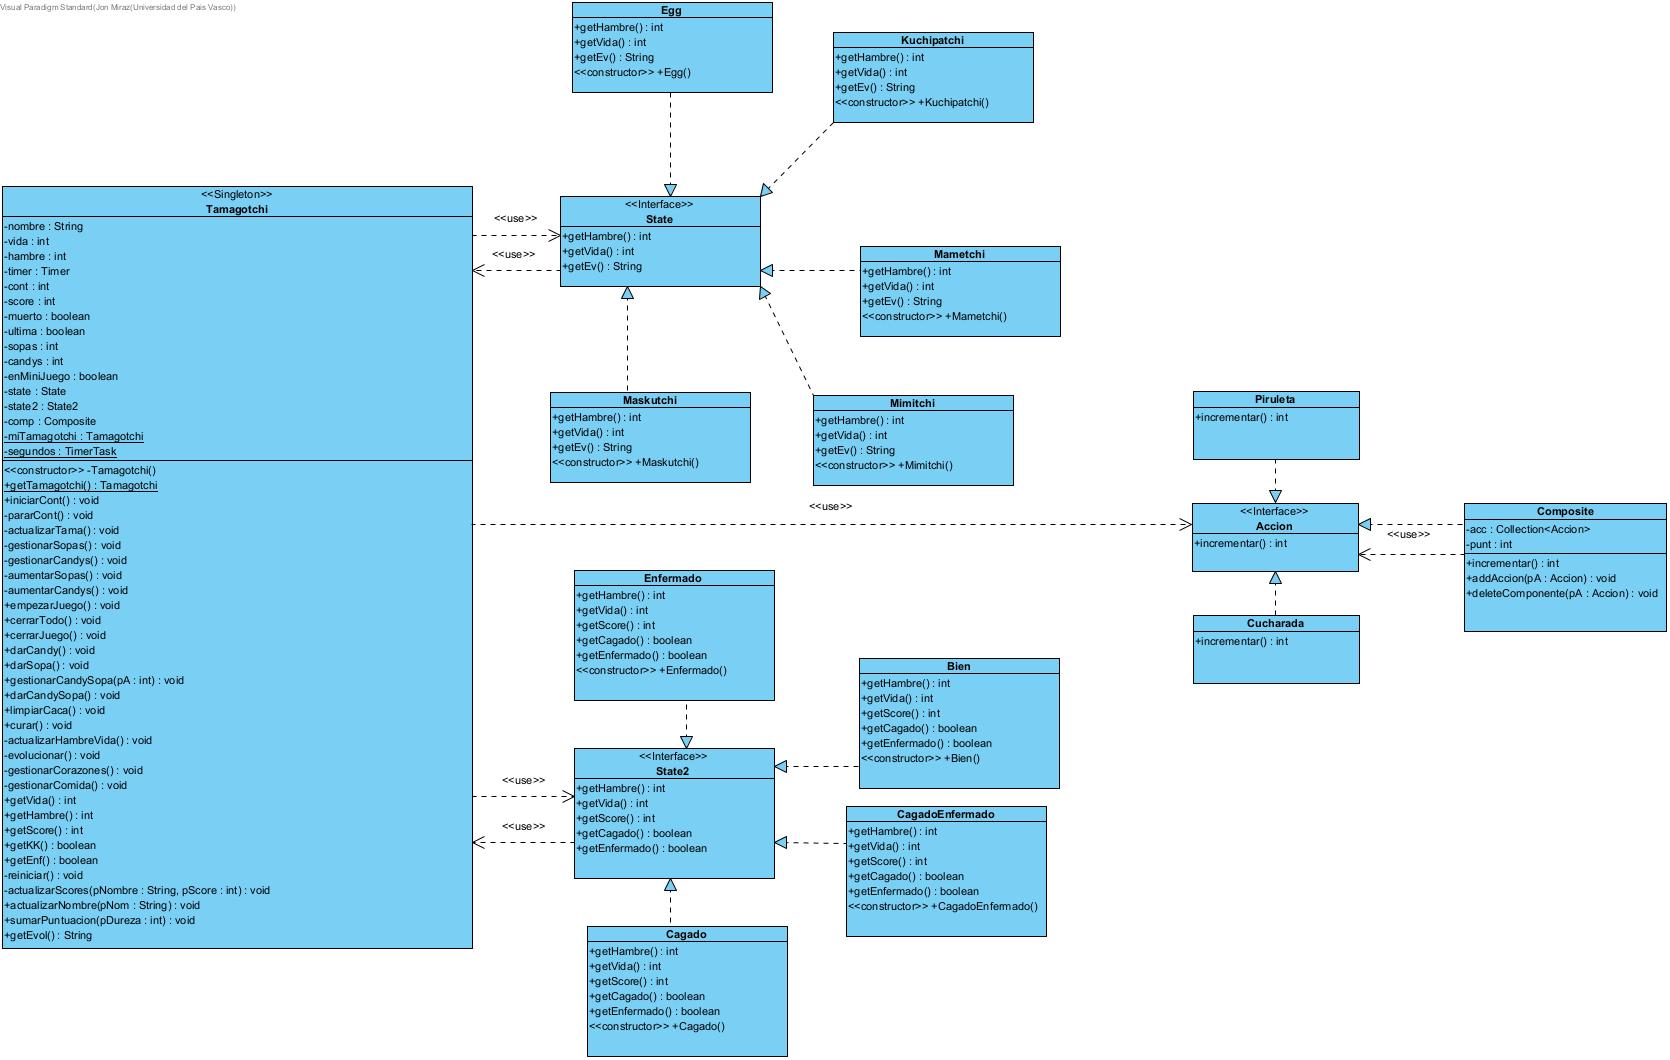 Visual Paradigm Standard(Jon Miraz(Universidad del Pais Vasco))
Egg
+getHambre() : int
+getVida() : int
+getEv() : String
<<constructor>> +Egg()
Kuchipatchi
+getHambre() : int
+getVida() : int
+getEv() : String
<<constructor>> +Kuchipatchi()
<<Singleton>>
Tamagotchi
-nombre : String
-vida : int
-hambre : int
-timer : Timer
-cont : int
-score : int
-muerto : boolean
-ultima : boolean
-sopas : int
-candys : int
-enMiniJuego : boolean
-state : State
-state2 : State2
-comp : Composite
-miTamagotchi : Tamagotchi
-segundos : TimerTask
<<constructor>> -Tamagotchi()
+getTamagotchi() : Tamagotchi
+iniciarCont() : void
-pararCont() : void
-actualizarTama() : void
-gestionarSopas() : void
-gestionarCandys() : void
-aumentarSopas() : void
-aumentarCandys() : void
+empezarJuego() : void
+cerrarTodo() : void
+cerrarJuego() : void
+darCandy() : void
+darSopa() : void
+gestionarCandySopa(pA : int) : void
+darCandySopa() : void
+limpiarCaca() : void
+curar() : void
-actualizarHambreVida() : void
-evolucionar() : void
-gestionarCorazones() : void
-gestionarComida() : void
+getVida() : int
+getHambre() : int
+getScore() : int
+getKK() : boolean
+getEnf() : boolean
-reiniciar() : void
-actualizarScores(pNombre : String, pScore : int) : void
+actualizarNombre(pNom : String) : void
+sumarPuntuacion(pDureza : int) : void
+getEvol() : String
<<use>>
<<use>>
<<Interface>>
State
+getHambre() : int
+getVida() : int
+getEv() : String
Mametchi
+getHambre() : int
+getVida() : int
+getEv() : String
<<constructor>> +Mametchi()
Maskutchi
+getHambre() : int
+getVida() : int
+getEv() : String
<<constructor>> +Maskutchi()
Mimitchi
+getHambre() : int
+getVida() : int
+getEv() : String
<<constructor>> +Mimitchi()
Piruleta
+incrementar() : int
<<use>>
<<Interface>>
Accion
+incrementar() : int
<<use>>
Composite
-acc : Collection<Accion>
-punt : int
+incrementar() : int
+addAccion(pA : Accion) : void
+deleteComponente(pA : Accion) : void
Cucharada
+incrementar() : int
Enfermado
+getHambre() : int
+getVida() : int
+getScore() : int
+getCagado() : boolean
+getEnfermado() : boolean
<<constructor>> +Enfermado()
Bien
+getHambre() : int
+getVida() : int
+getScore() : int
+getCagado() : boolean
+getEnfermado() : boolean
<<constructor>> +Bien()
<<use>>
<<use>>
<<Interface>>
State2
+getHambre() : int
+getVida() : int
+getScore() : int
+getCagado() : boolean
+getEnfermado() : boolean
CagadoEnfermado
+getHambre() : int
+getVida() : int
+getScore() : int
+getCagado() : boolean
+getEnfermado() : boolean
<<constructor>> +CagadoEnfermado()
Cagado
+getHambre() : int
+getVida() : int
+getScore() : int
+getCagado() : boolean
+getEnfermado() : boolean
<<constructor>> +Cagado()